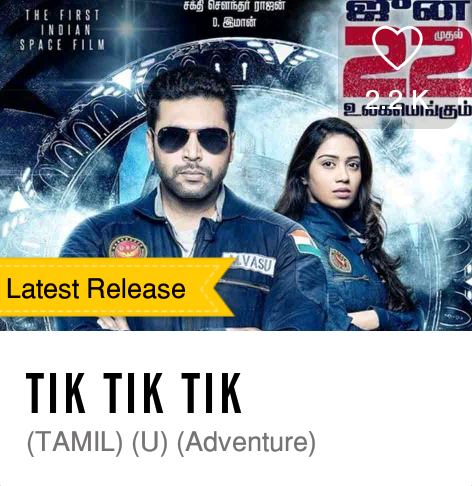 THE FIRST
INDIAN
SPACE FILM
சக்தி சௌந்தர் ராஜன்
D. இமான்
ஜூன்
22
முதல்
உலகமெங்கும்
2.2 K
VASU
Latest Release
TIK TIK TIK
(TAMIL) (U) (Adventure)